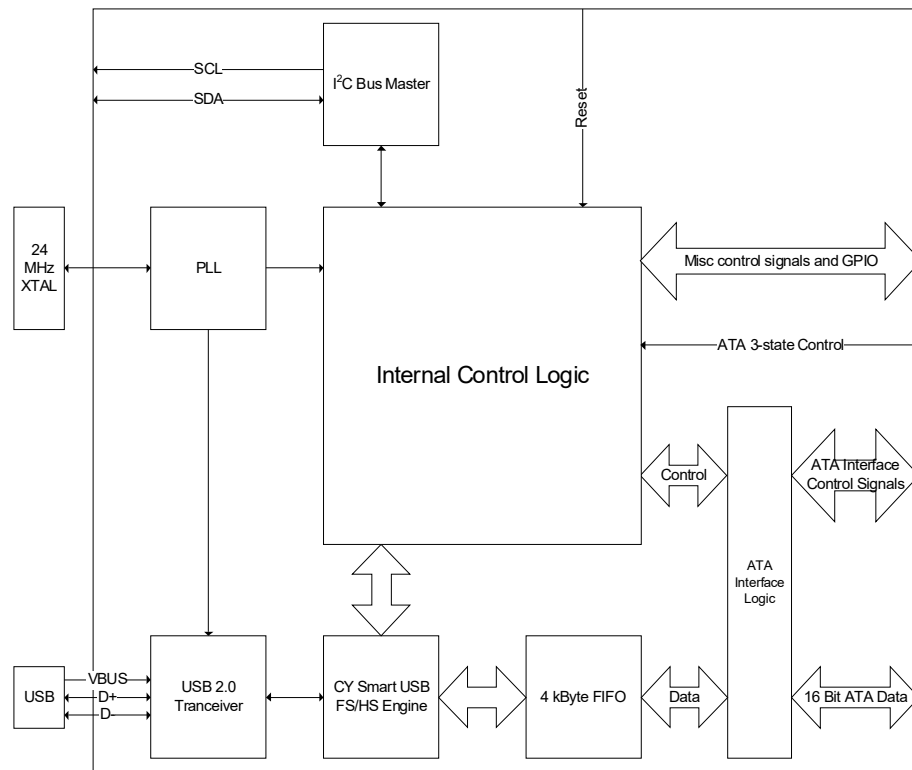 SCL
I²C Bus Master
SDA
Reset
24
MHz
XTAL
PLL
Misc control signals and GPIO
ATA 3-state Control
Internal Control Logic
Control
ATA Interface
Control Signals
ATA
Interface
Logic
VBUS
USB
D+
D-
USB 2.0
Tranceiver
CY Smart USB
FS/HS Engine
4 kByte FIFO
Data
16 Bit ATA Data